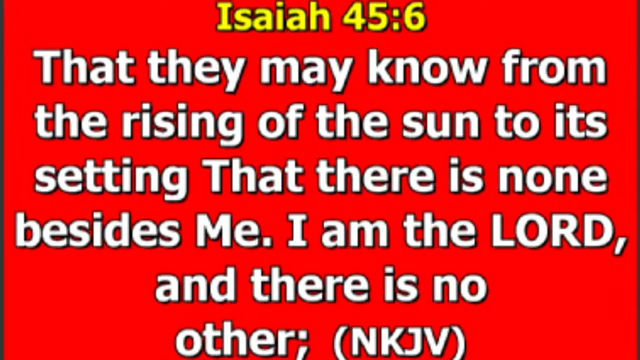 Isaiah 45:6
That they may know from
the rising of the sun to its
setting That there is none
besides Me. I am the LORD,
and there is no
other; (NKJV)